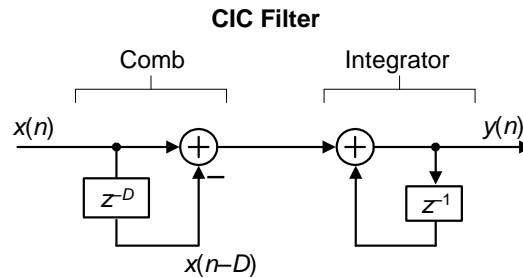 CIC Filter
Comb
Integrator
x(n)
y(n)
+
+
–
z⁻ᴰ
z⁻¹
x(n–D)